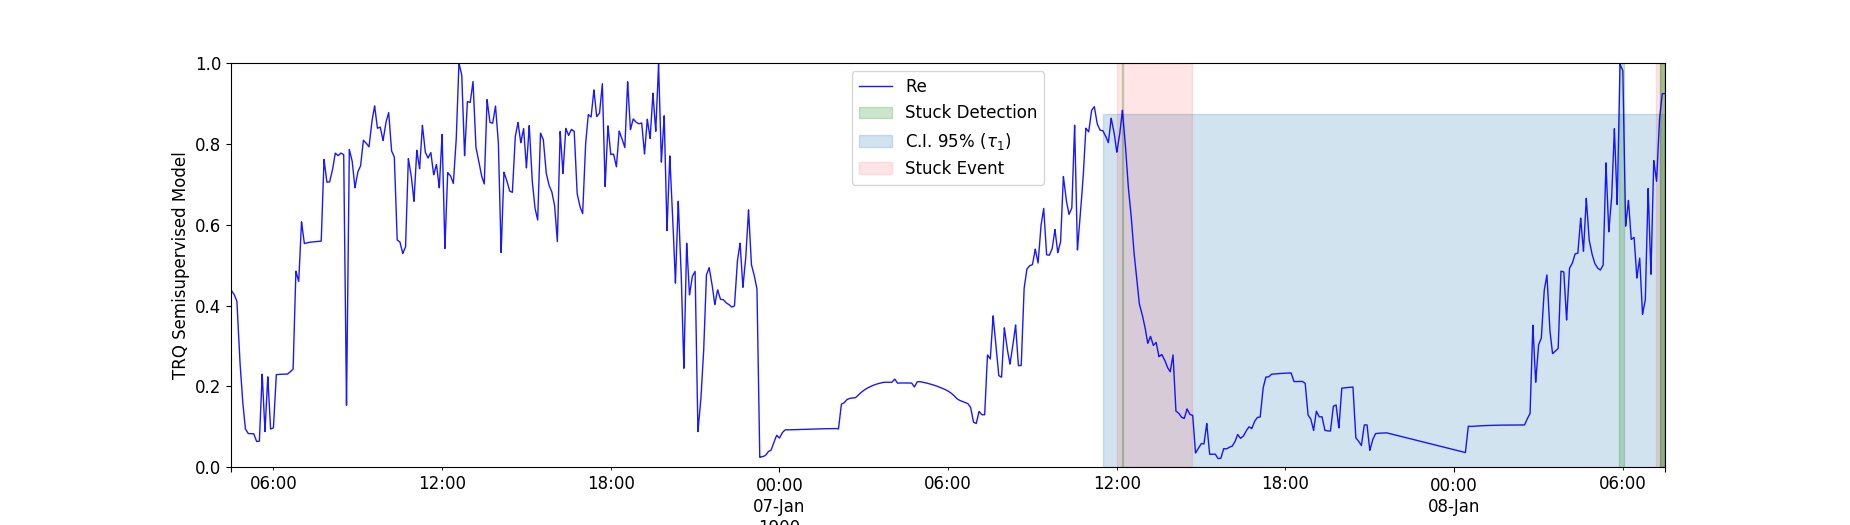 1.0
0.8
0.6
0.4
0.2
0.0
TRQ Semisupervised Model
Re
Stuck Detection
C.I. 95% (τ₁)
Stuck Event
06:00
12:00
18:00
00:00
07-Jan
1900
06:00
12:00
18:00
00:00
08-Jan
06:00